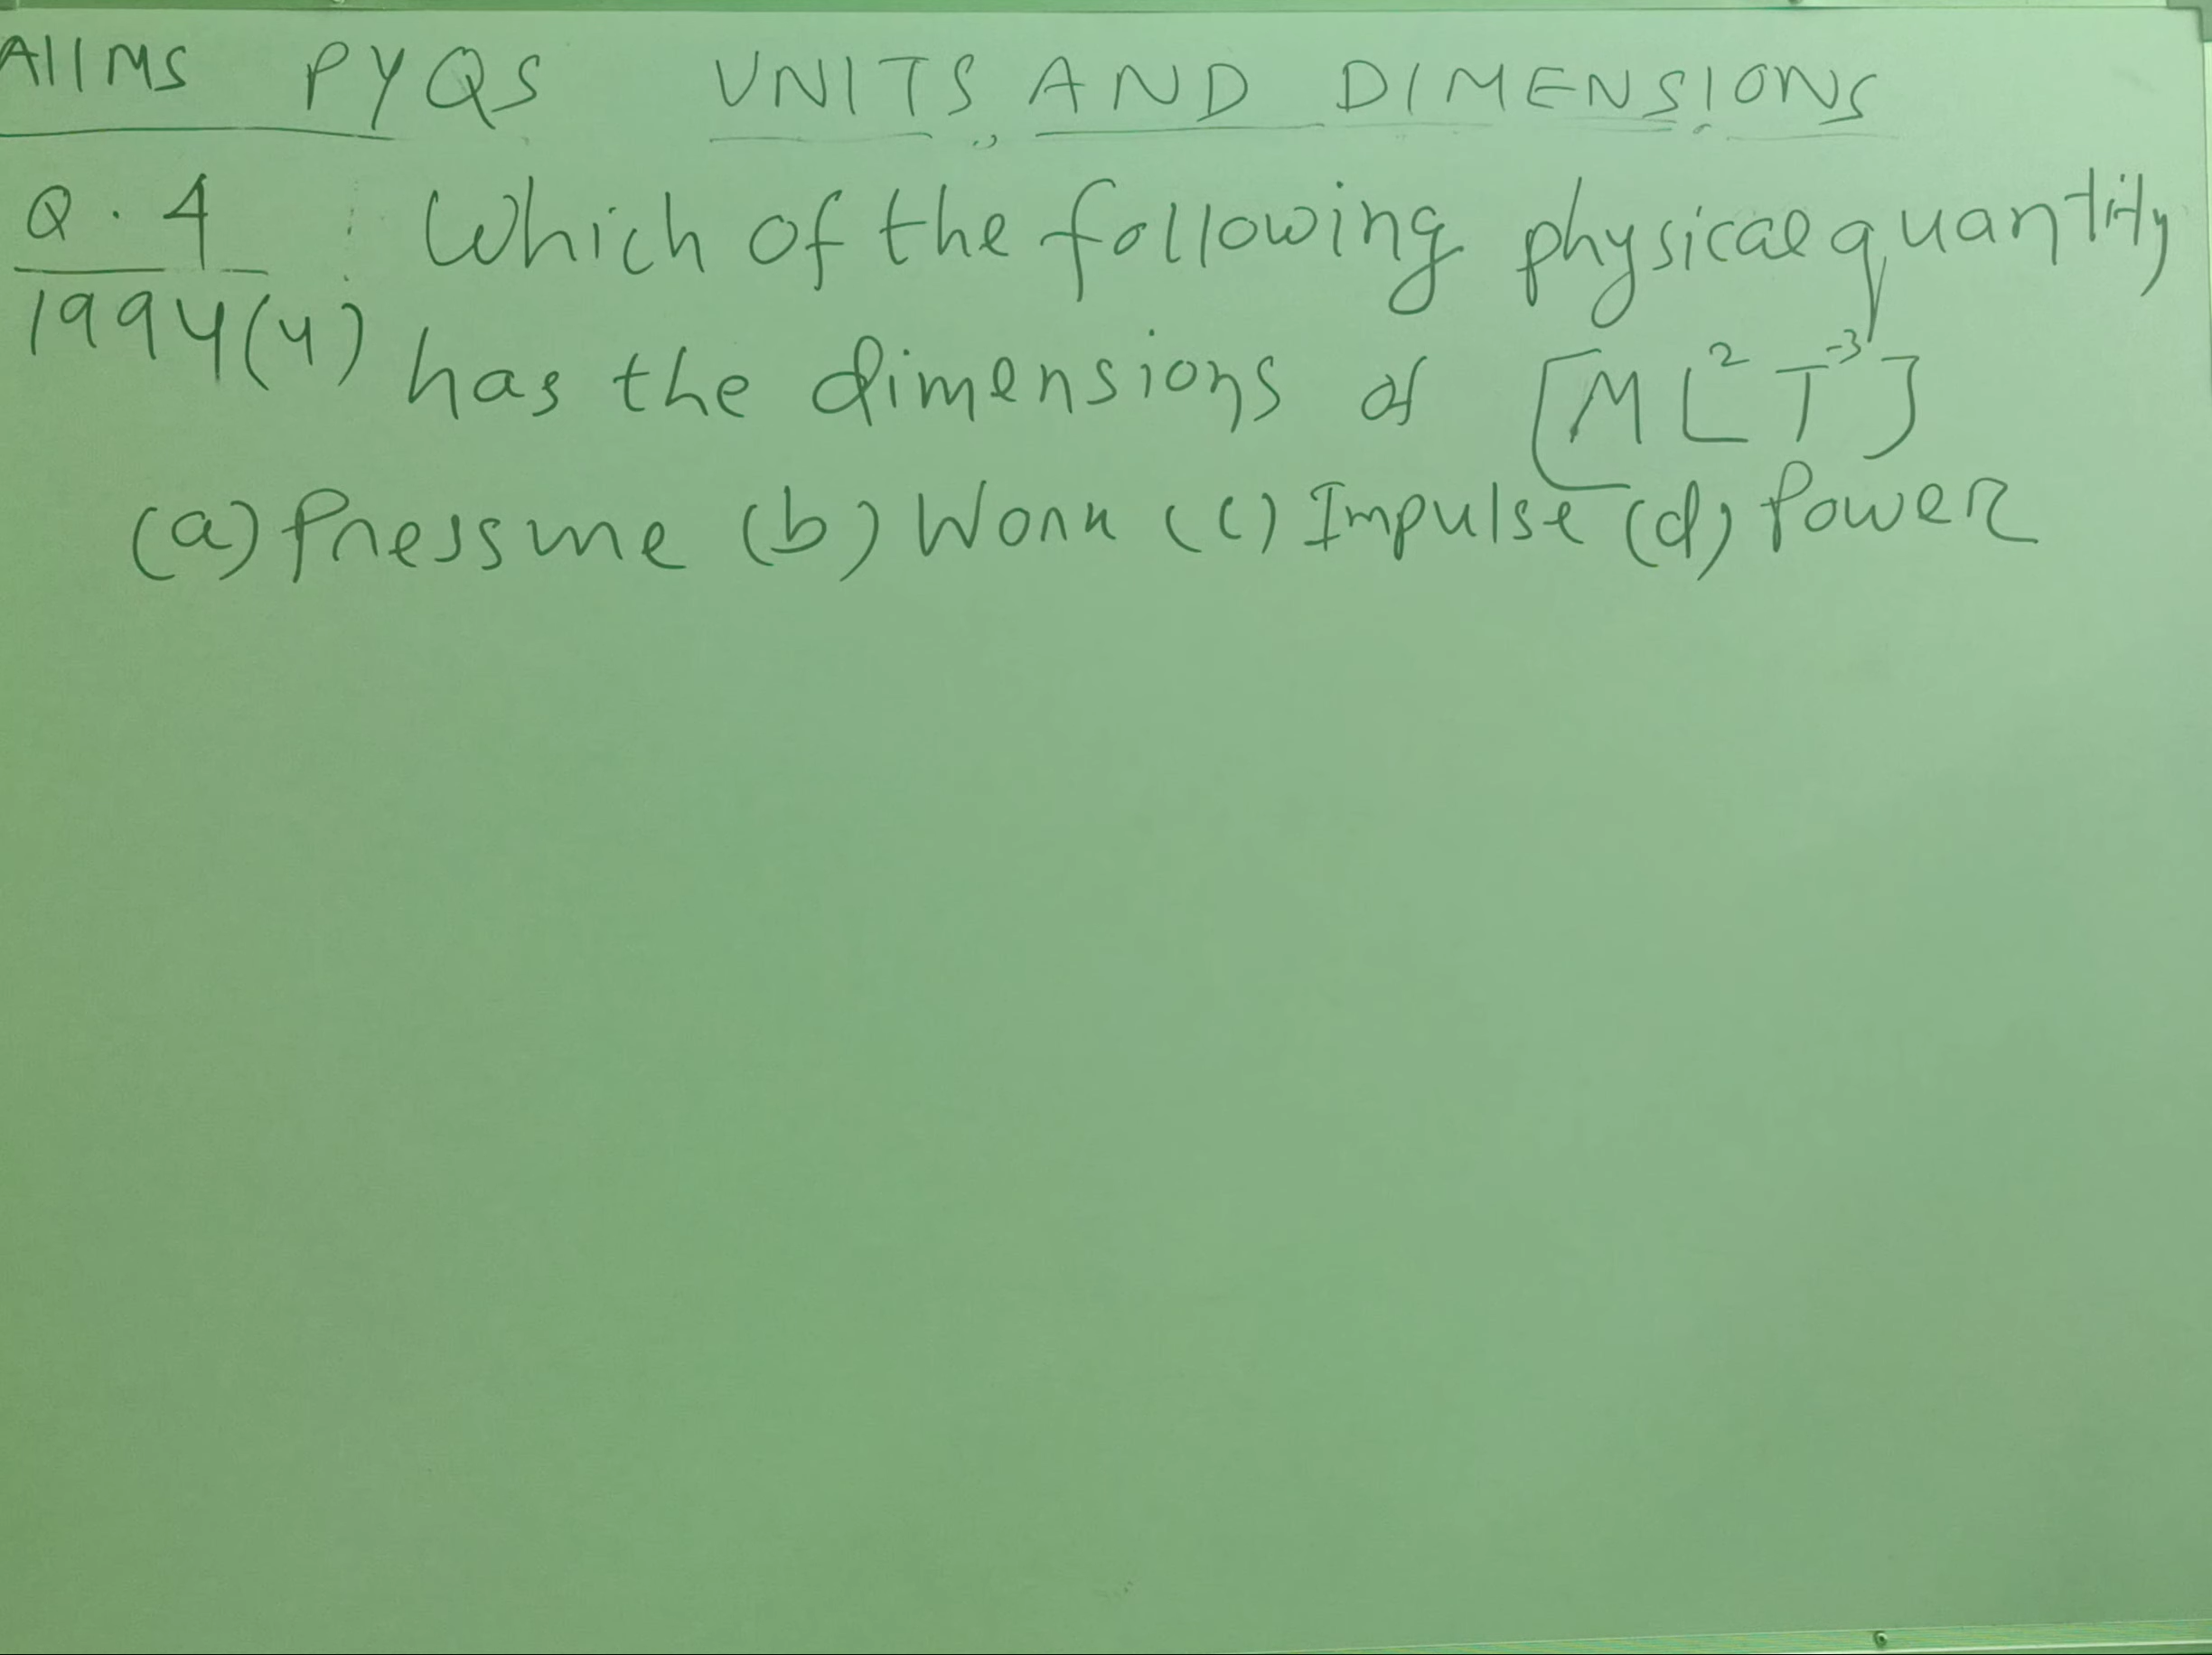 AIIMS PYQS UNITS AND DIMENSIONS
Q. 4 : Which of the following physical quantity
1994(4) has the dimensions of [ML²T⁻³]
(a) Pressure (b) Work (c) Impulse (d) Power